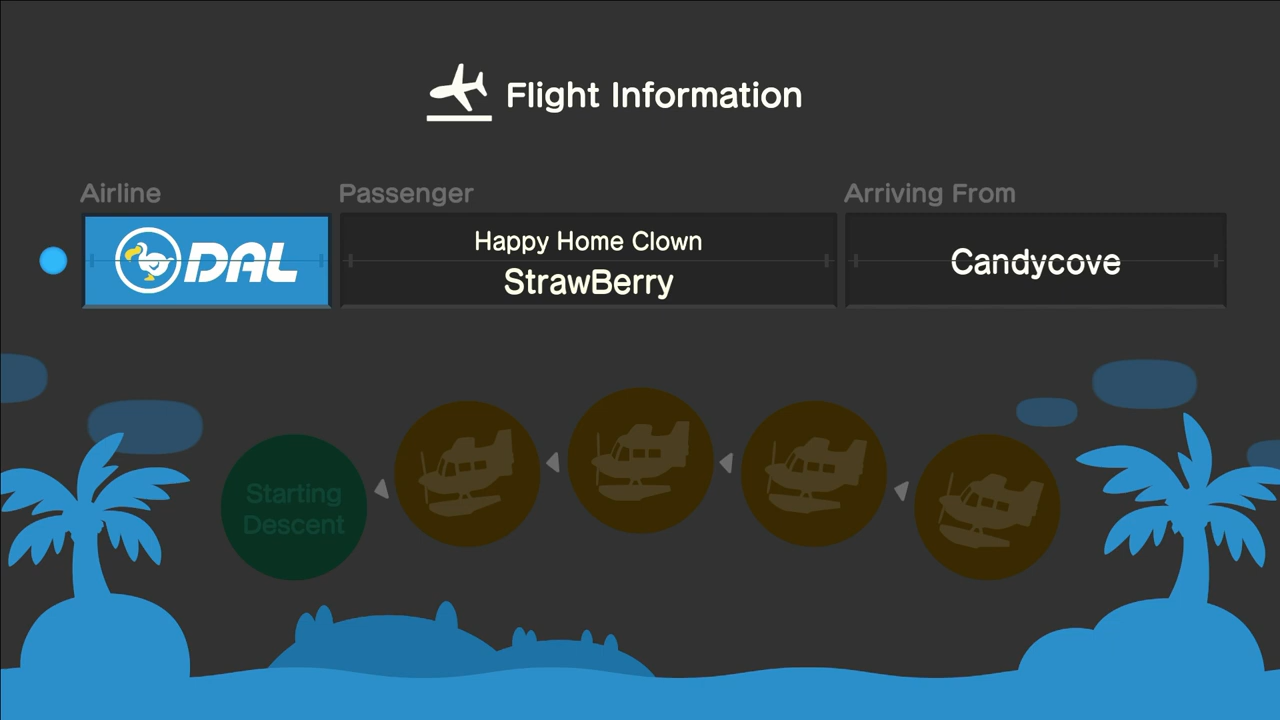 Flight Information
Airline
Passenger
Arriving From
DAL
Happy Home Clown
StrawBerry
Candycove
Starting
Descent